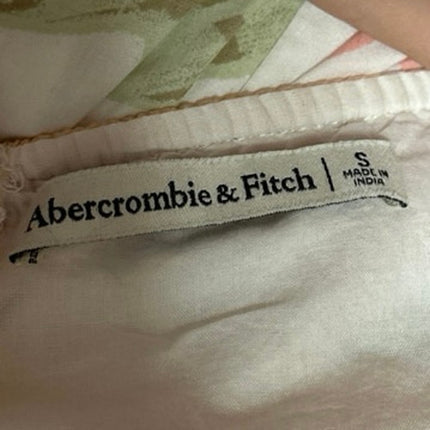 Abercrombie & Fitch | S
MADE IN
INDIA